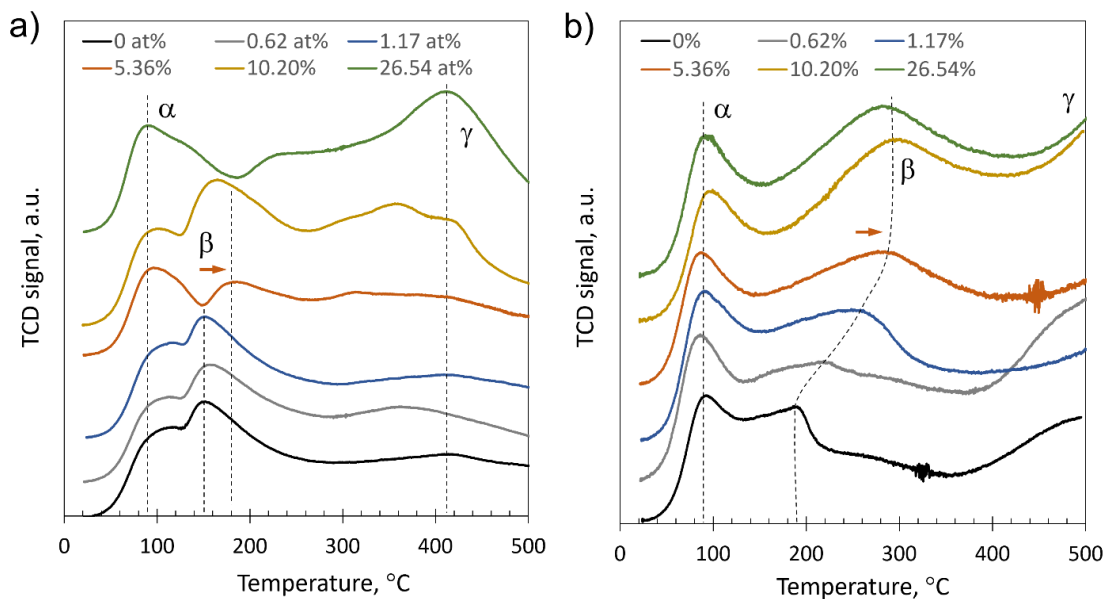 a)
0 at% 0.62 at% 1.17 at%
5.36% 10.20% 26.54 at%
α
γ
β
TCD signal, a.u.
0 100 200 300 400 500
Temperature, °C
b)
0% 0.62% 1.17%
5.36% 10.20% 26.54%
α
γ
β
TCD signal, a.u.
0 100 200 300 400 500
Temperature, °C